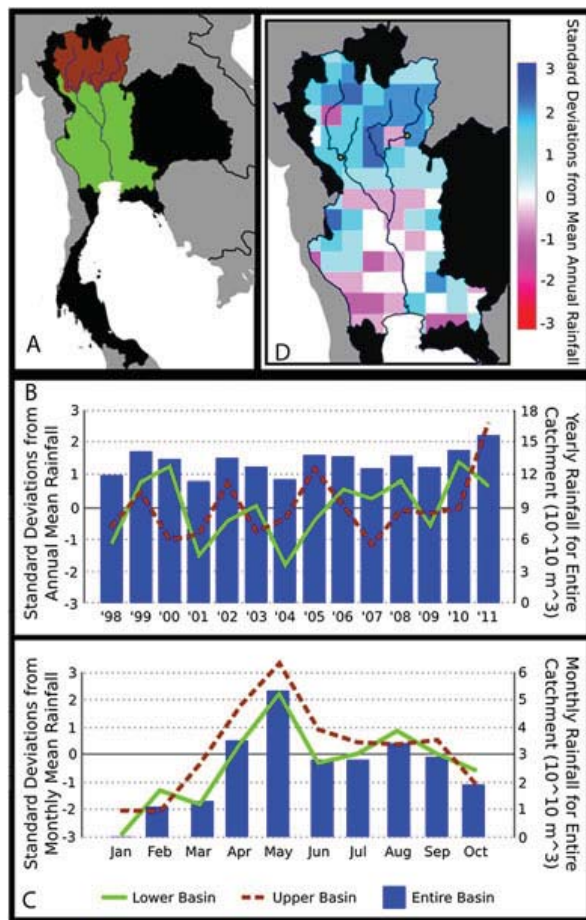 A
D
3
2
1
0
-1
-2
-3
Standard Deviations from Mean Annual Rainfall
B
Standard Deviations from
Annual Mean Rainfall
3
2
1
0
-1
-2
-3
18
15
12
9
6
3
0
Yearly Rainfall for Entire
Catchment (10^10 m^3)
'98 '99 '00 '01 '02 '03 '04 '05 '06 '07 '08 '09 '10 '11
Standard Deviations from
Monthly Mean Rainfall
3
2
1
0
-1
-2
-3
6
5
4
3
2
1
0
Monthly Rainfall for Entire
Catchment (10^10 m^3)
Jan Feb Mar Apr May Jun Jul Aug Sep Oct
C
Lower Basin Upper Basin Entire Basin